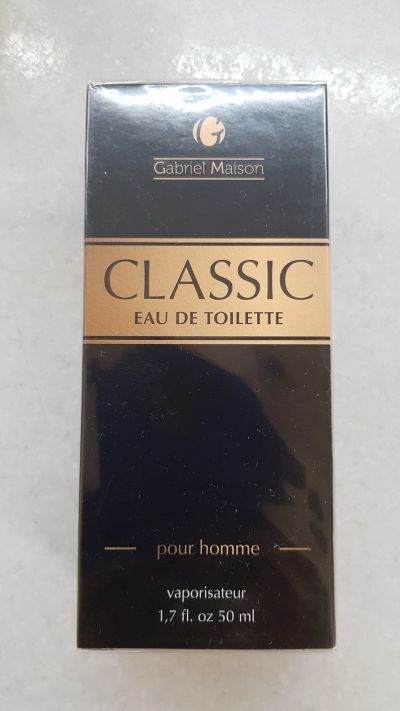 Gabriel Maison
CLASSIC
EAU DE TOILETTE
pour homme
vaporisateur
1,7 fl. oz 50 ml